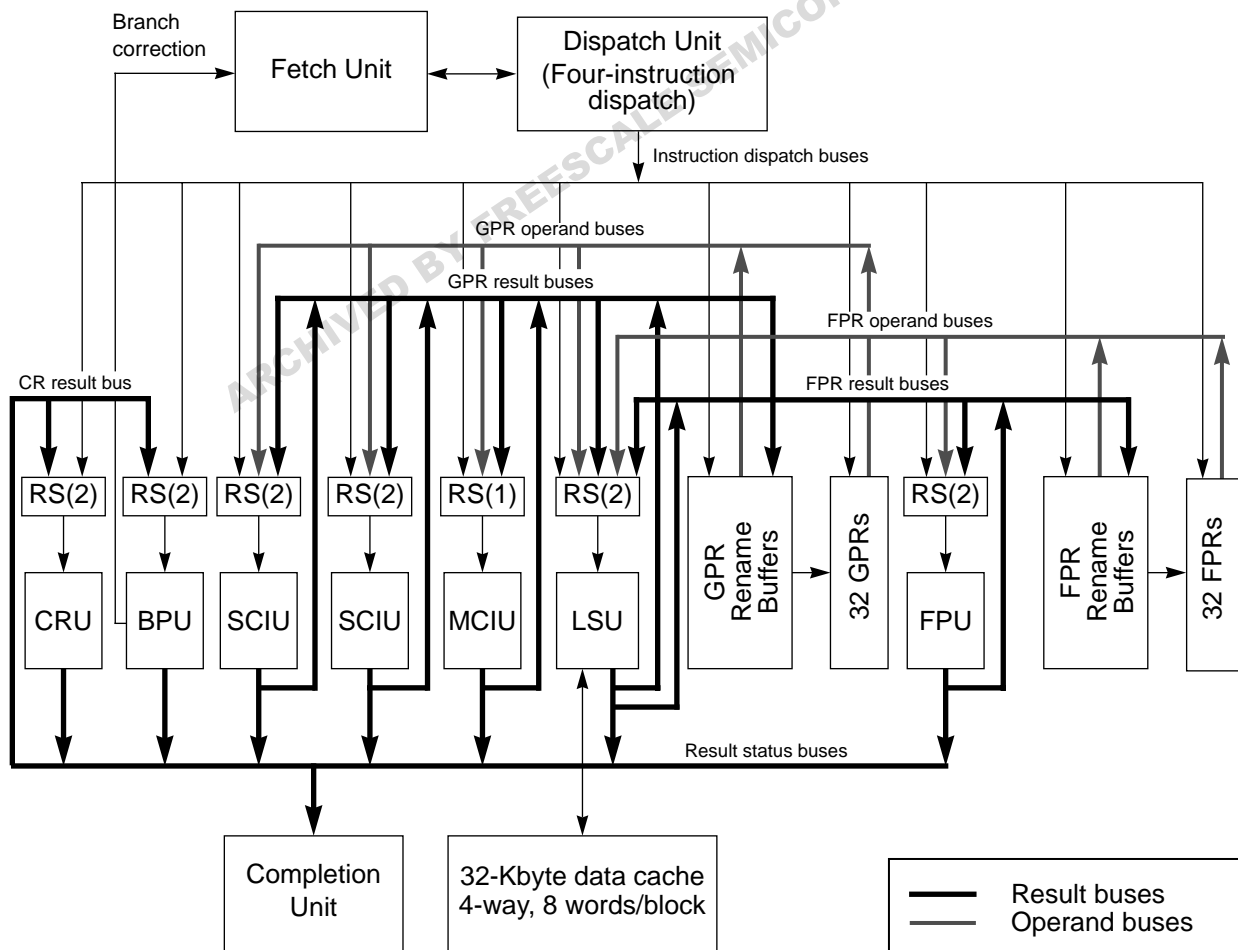 Branch
correction
Fetch Unit
Dispatch Unit
(Four-instruction
dispatch)
ARCHIVED BY FREESCALE SEMICON
Instruction dispatch buses
GPR operand buses
GPR result buses
FPR operand buses
CR result bus
FPR result buses
RS(2)
RS(2)
RS(2)
RS(2)
RS(1)
RS(2)
GPR
Rename
Buffers
32 GPRs
RS(2)
FPR
Rename
Buffers
32 FPRs
CRU
BPU
SCIU
SCIU
MCIU
LSU
FPU
Result status buses
Completion
Unit
32-Kbyte data cache
4-way, 8 words/block
Result buses
Operand buses